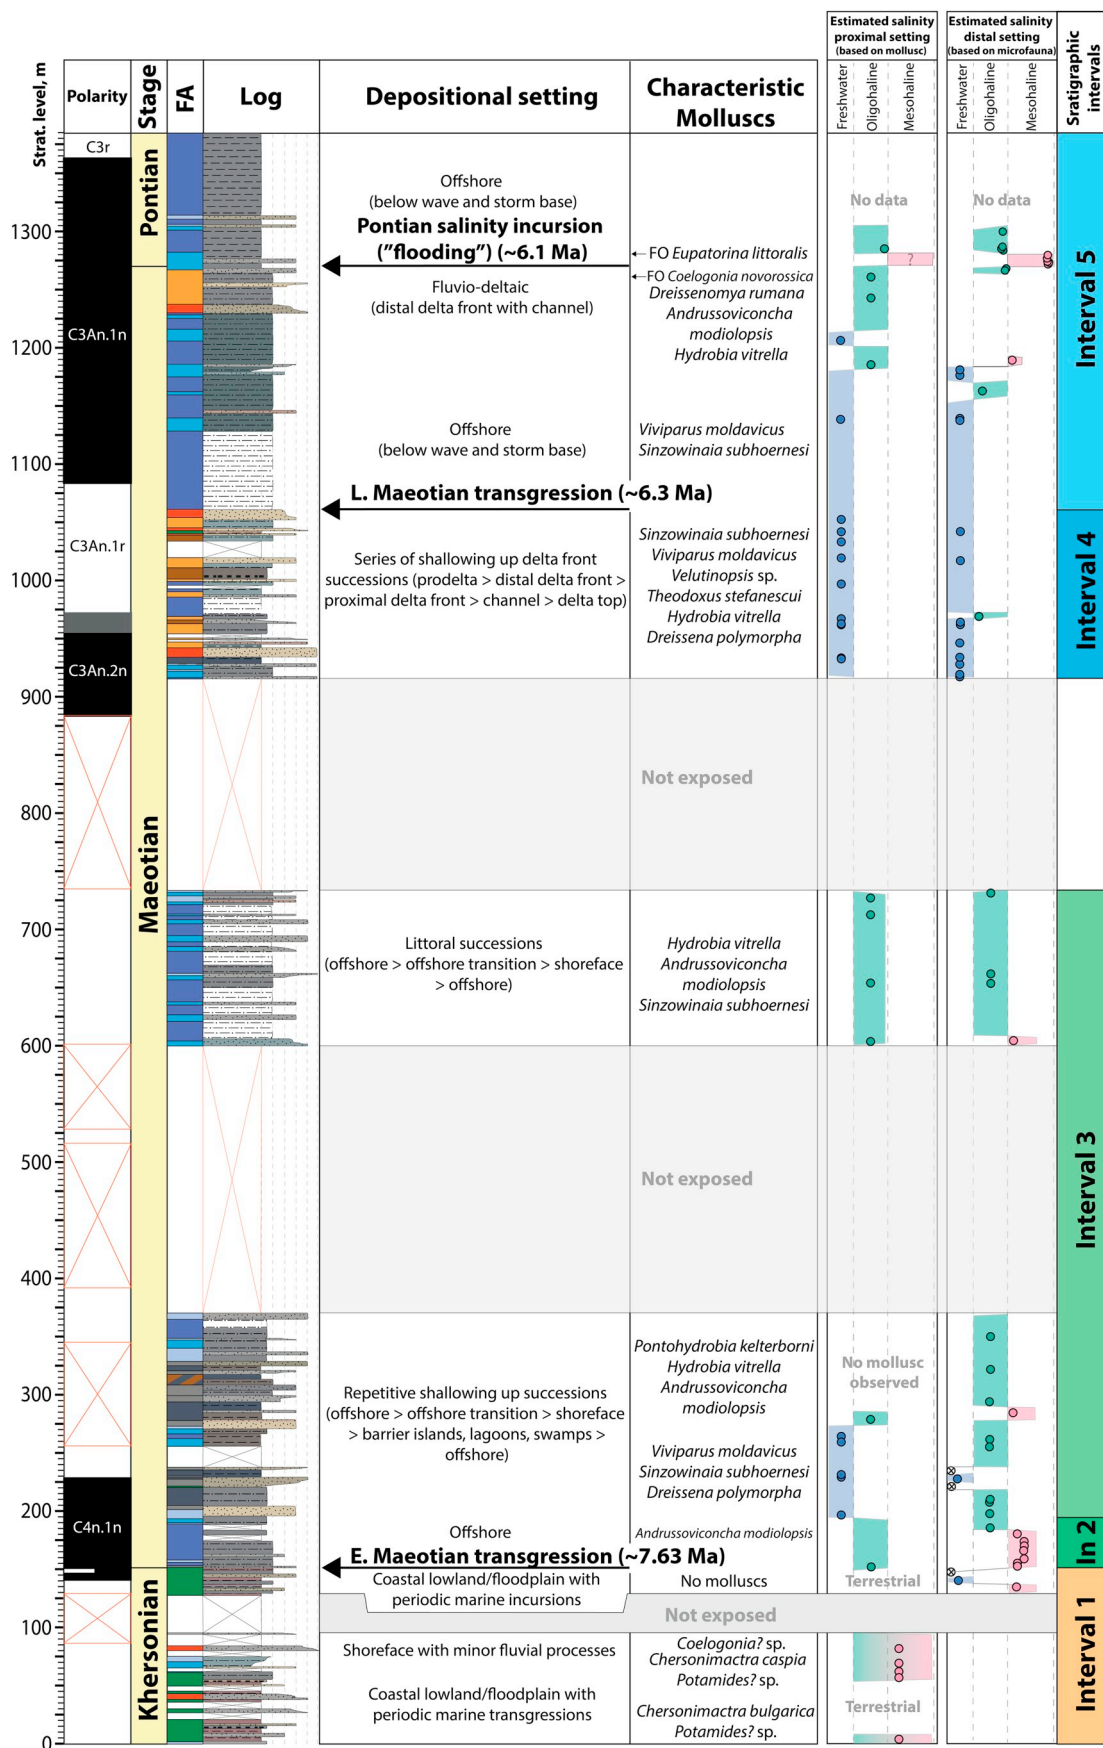 Strat. level, m
Polarity
Stage
FA
Log
Depositional setting
Characteristic
Molluscs
Estimated salinity
proximal setting
(based on mollusc)
Freshwater
Oligohaline
Mesohaline
Estimated salinity
distal setting
(based on microfauna)
Freshwater
Oligohaline
Mesohaline
Sratigraphic
intervals
1300
1200
1100
1000
900
800
700
600
500
400
300
200
100
0
C3r
C3An.1n
C3An.1r
C3An.2n
C4n.1n
Pontian
Maeotian
Khersonian
Offshore
(below wave and storm base)
Pontian salinity incursion
("flooding") (~6.1 Ma)
Fluvio-deltaic
(distal delta front with channel)
Offshore
(below wave and storm base)
L. Maeotian transgression (~6.3 Ma)
Series of shallowing up delta front
successions (prodelta > distal delta front >
proximal delta front > channel > delta top)
Littoral successions
(offshore > offshore transition > shoreface
> offshore)
Repetitive shallowing up successions
(offshore > offshore transition > shoreface
> barrier islands, lagoons, swamps >
offshore)
Offshore
E. Maeotian transgression (~7.63 Ma)
Coastal lowland/floodplain with
periodic marine incursions
Shoreface with minor fluvial processes
Coastal lowland/floodplain with
periodic marine transgressions
FO Eupatorina littoralis
FO Coelogonia novorossica
Dreissenomya rumana
Andrussoviconcha
modiolopsis
Hydrobia vitrella
Viviparus moldavicus
Sinzowinaia subhoernesi
Sinzowinaia subhoernesi
Viviparus moldavicus
Velutinopsis sp.
Theodoxus stefanescui
Hydrobia vitrella
Dreissena polymorpha
Not exposed
Hydrobia vitrella
Andrussoviconcha
modiolopsis
Sinzowinaia subhoernesi
Not exposed
Pontohydrobia kelterborni
Hydrobia vitrella
Andrussoviconcha
modiolopsis
Viviparus moldavicus
Sinzowinaia subhoernesi
Dreissena polymorpha
Andrussoviconcha modiolopsis
No molluscs
Not exposed
Coelogonia? sp.
Chersonimactra caspia
Potamides? sp.
Chersonimactra bulgarica
Potamides? sp.
No data
?
No mollusc
observed
Terrestrial
Terrestrial
No data
Interval 5
Interval 4
Interval 3
In 2
Interval 1